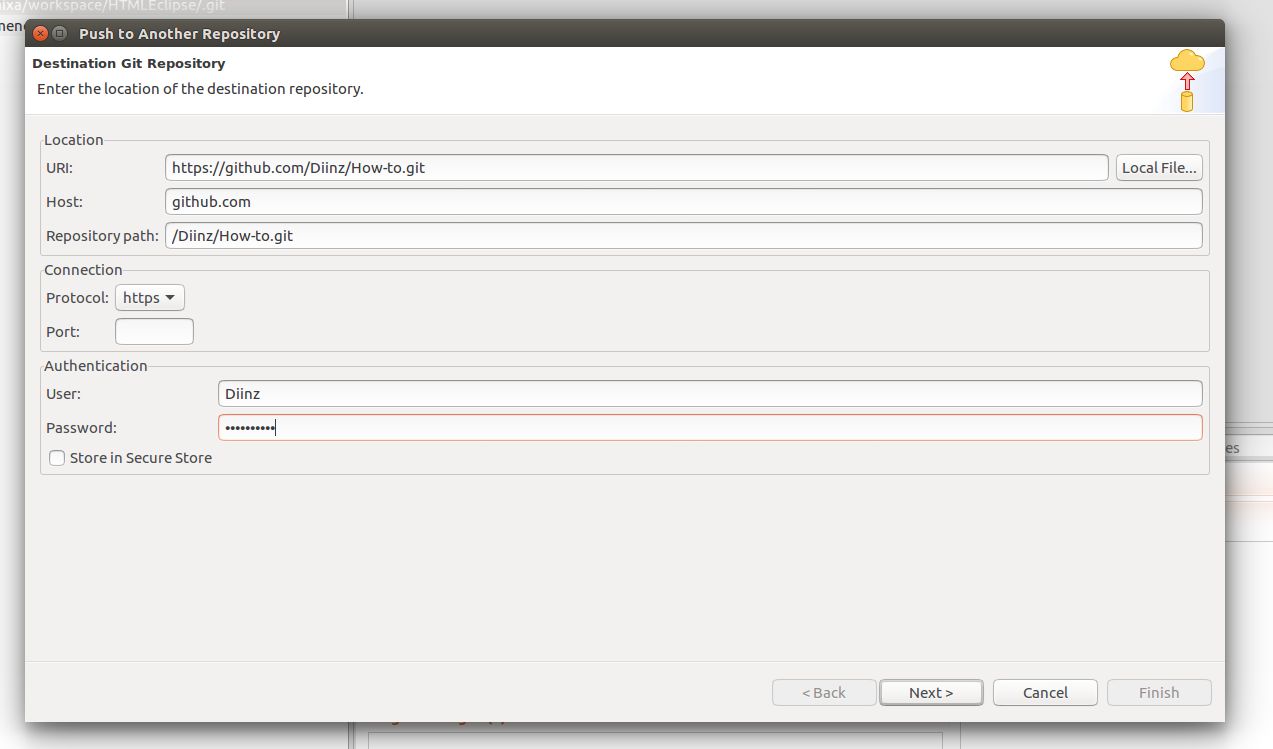 /workspace/HTMLEclipse/.git
Push to Another Repository
Destination Git Repository
Enter the location of the destination repository.
Location
URI: https://github.com/Diinz/How-to.git Local File...
Host: github.com
Repository path: /Diinz/How-to.git
Connection
Protocol: https
Port:
Authentication
User: Diinz
Password: ••••••••••
Store in Secure Store
< Back Next > Cancel Finish